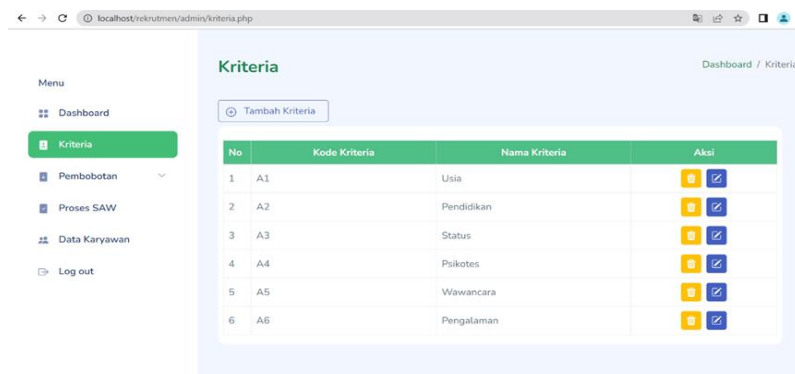 localhost/rekrutmen/admin/kriteria.php
Menu
Dashboard
Kriteria
Pembobotan
Proses SAW
Data Karyawan
Log out
Kriteria
Dashboard / Kriteria
Tambah Kriteria
No Kode Kriteria Nama Kriteria Aksi
1 A1 Usia
2 A2 Pendidikan
3 A3 Status
4 A4 Psikotes
5 A5 Wawancara
6 A6 Pengalaman